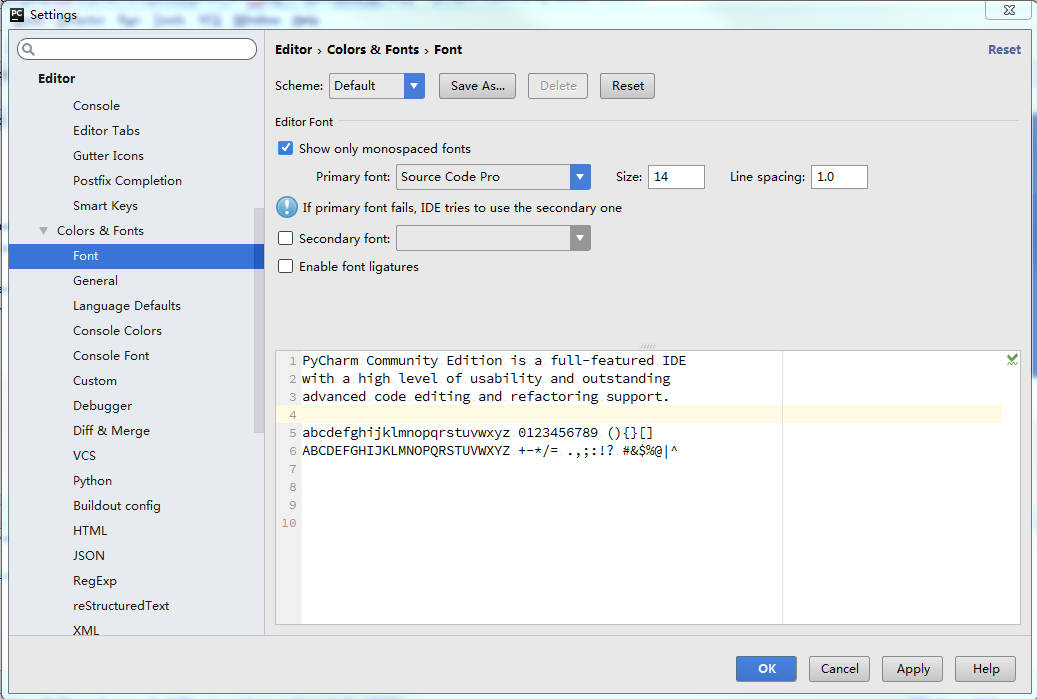 PC Settings
Editor
Console
Editor Tabs
Gutter Icons
Postfix Completion
Smart Keys
Colors & Fonts
Font
General
Language Defaults
Console Colors
Console Font
Custom
Debugger
Diff & Merge
VCS
Python
Buildout config
HTML
JSON
RegExp
reStructuredText
XML
Editor › Colors & Fonts › Font Reset
Scheme: Default Save As... Delete Reset
Editor Font
Show only monospaced fonts
Primary font: Source Code Pro Size: 14 Line spacing: 1.0
If primary font fails, IDE tries to use the secondary one
Secondary font:
Enable font ligatures
1 PyCharm Community Edition is a full-featured IDE
2 with a high level of usability and outstanding
3 advanced code editing and refactoring support.
4
5 abcdefghijklmnopqrstuvwxyz 0123456789 (){}[]
6 ABCDEFGHIJKLMNOPQRSTUVWXYZ +-*/= .,;:!? #&$%@|^
7
8
9
10
OK Cancel Apply Help